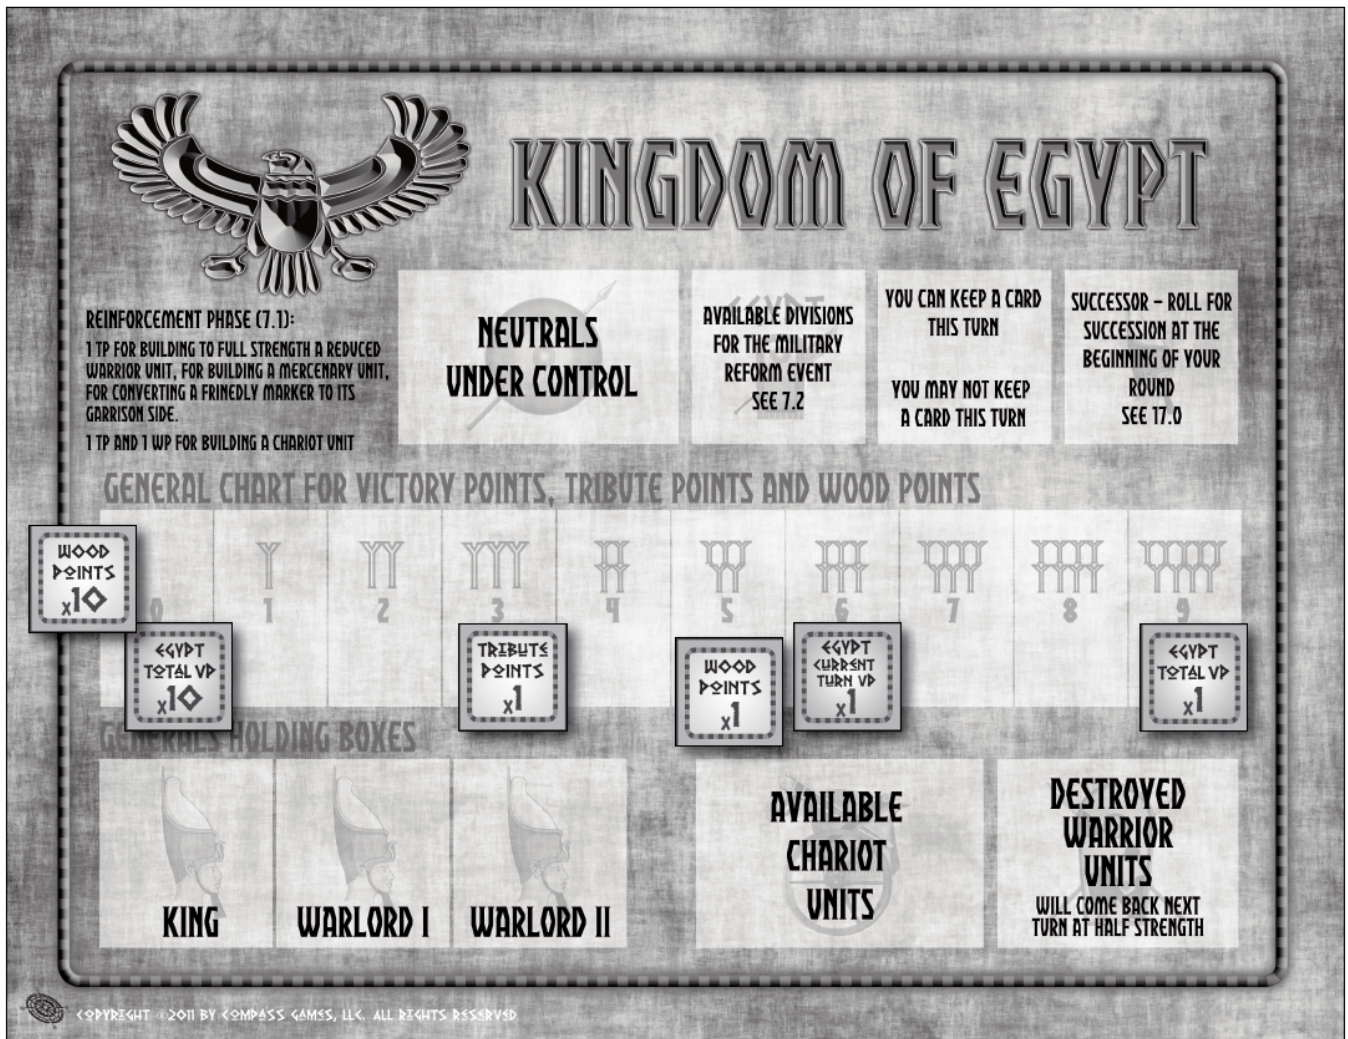 KINGDOM OF EGYPT
REINFORCEMENT PHASE (7.1):
1 TP FOR BUILDING TO FULL STRENGTH A REDUCED
WARRIOR UNIT, FOR BUILDING A MERCENARY UNIT,
FOR CONVERTING A FRINEDLY MARKER TO ITS
GARRISON SIDE.
1 TP AND 1 WP FOR BUILDING A CHARIOT UNIT
NEUTRALS
UNDER CONTROL
EGYPT
AVAILABLE DIVISIONS
FOR THE MILITARY
REFORM EVENT
SEE 7.2
YOU CAN KEEP A CARD
THIS TURN
YOU MAY NOT KEEP
A CARD THIS TURN
SUCCESSOR – ROLL FOR
SUCCESSION AT THE
BEGINNING OF YOUR
ROUND
SEE 17.0
GENERAL CHART FOR VICTORY POINTS, TRIBUTE POINTS AND WOOD POINTS
WOOD
POINTS
x10
0 1 2 3 4 5 6 7 8 9
EGYPT
TOTAL VP
x10
TRIBUTE
POINTS
x1
WOOD
POINTS
x1
EGYPT
CURRENT
TURN VP
x1
EGYPT
TOTAL VP
x1
GENERALS HOLDING BOXES
KING
WARLORD I
WARLORD II
AVAILABLE
CHARIOT
UNITS
DESTROYED
WARRIOR
UNITS
WILL COME BACK NEXT
TURN AT HALF STRENGTH
COPYRIGHT ©2011 BY COMPASS GAMES, LLC. ALL RIGHTS RESERVED